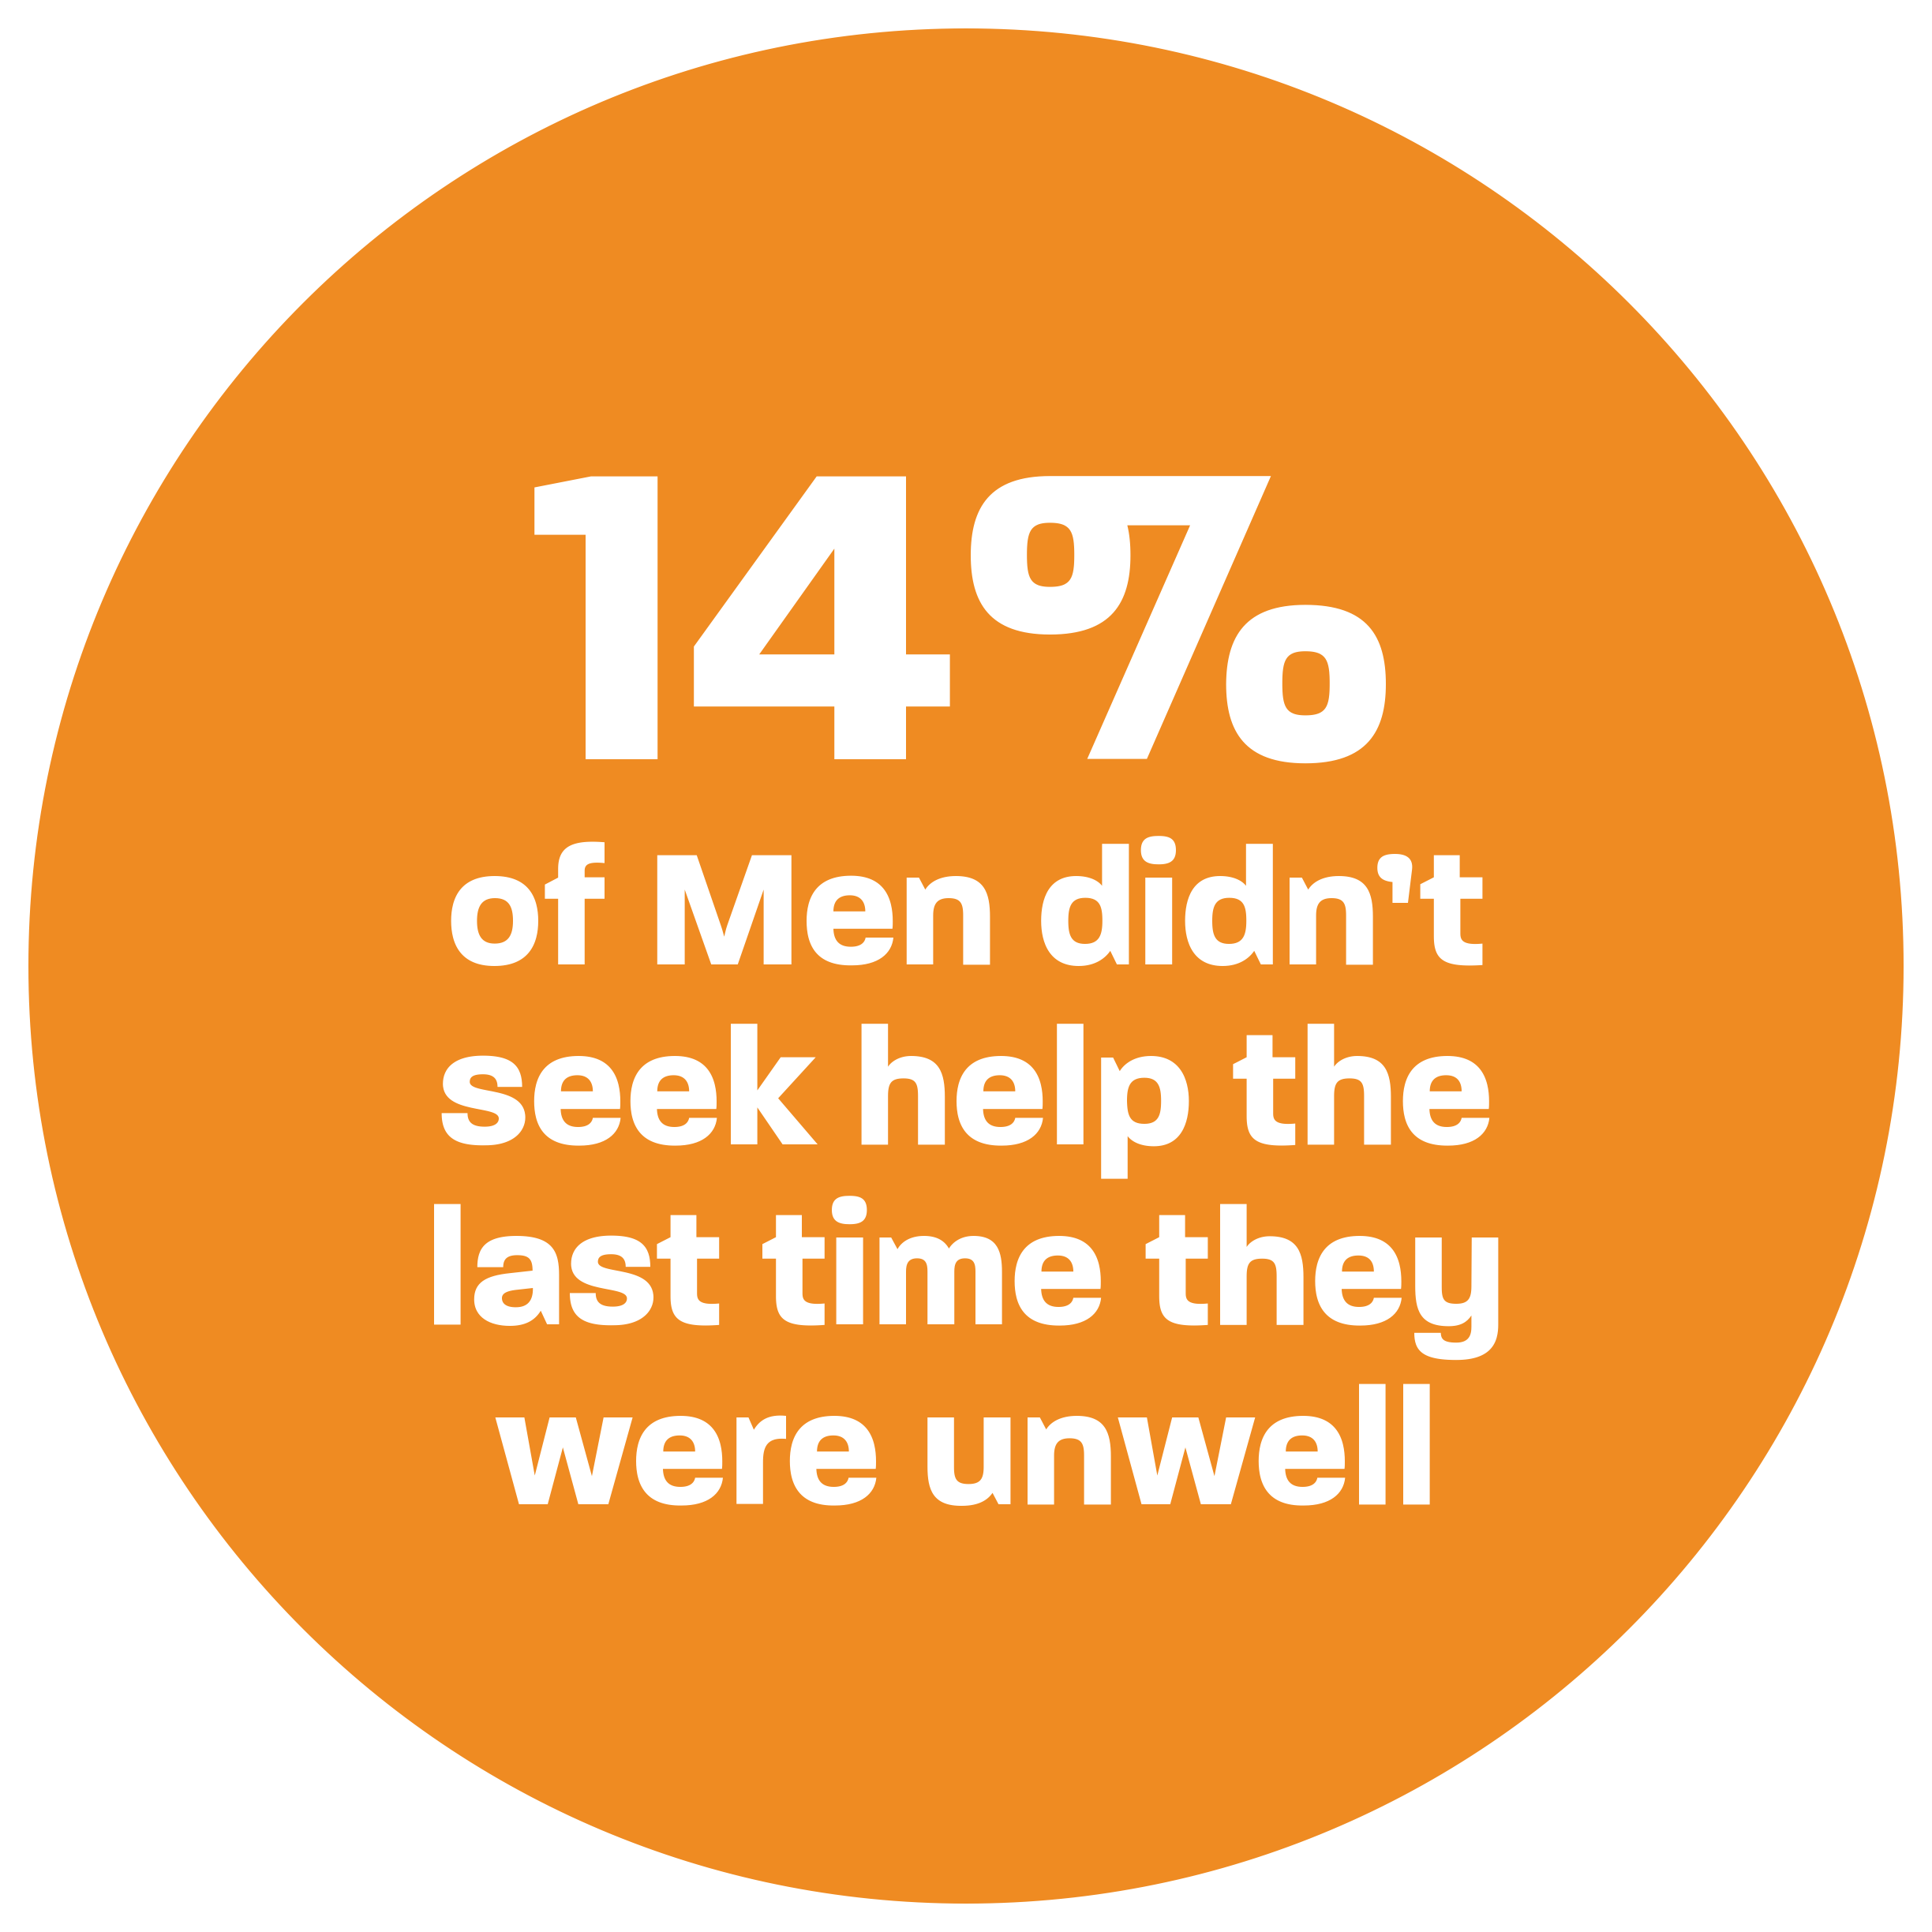 14%
of Men didn't
seek help the
last time they
were unwell